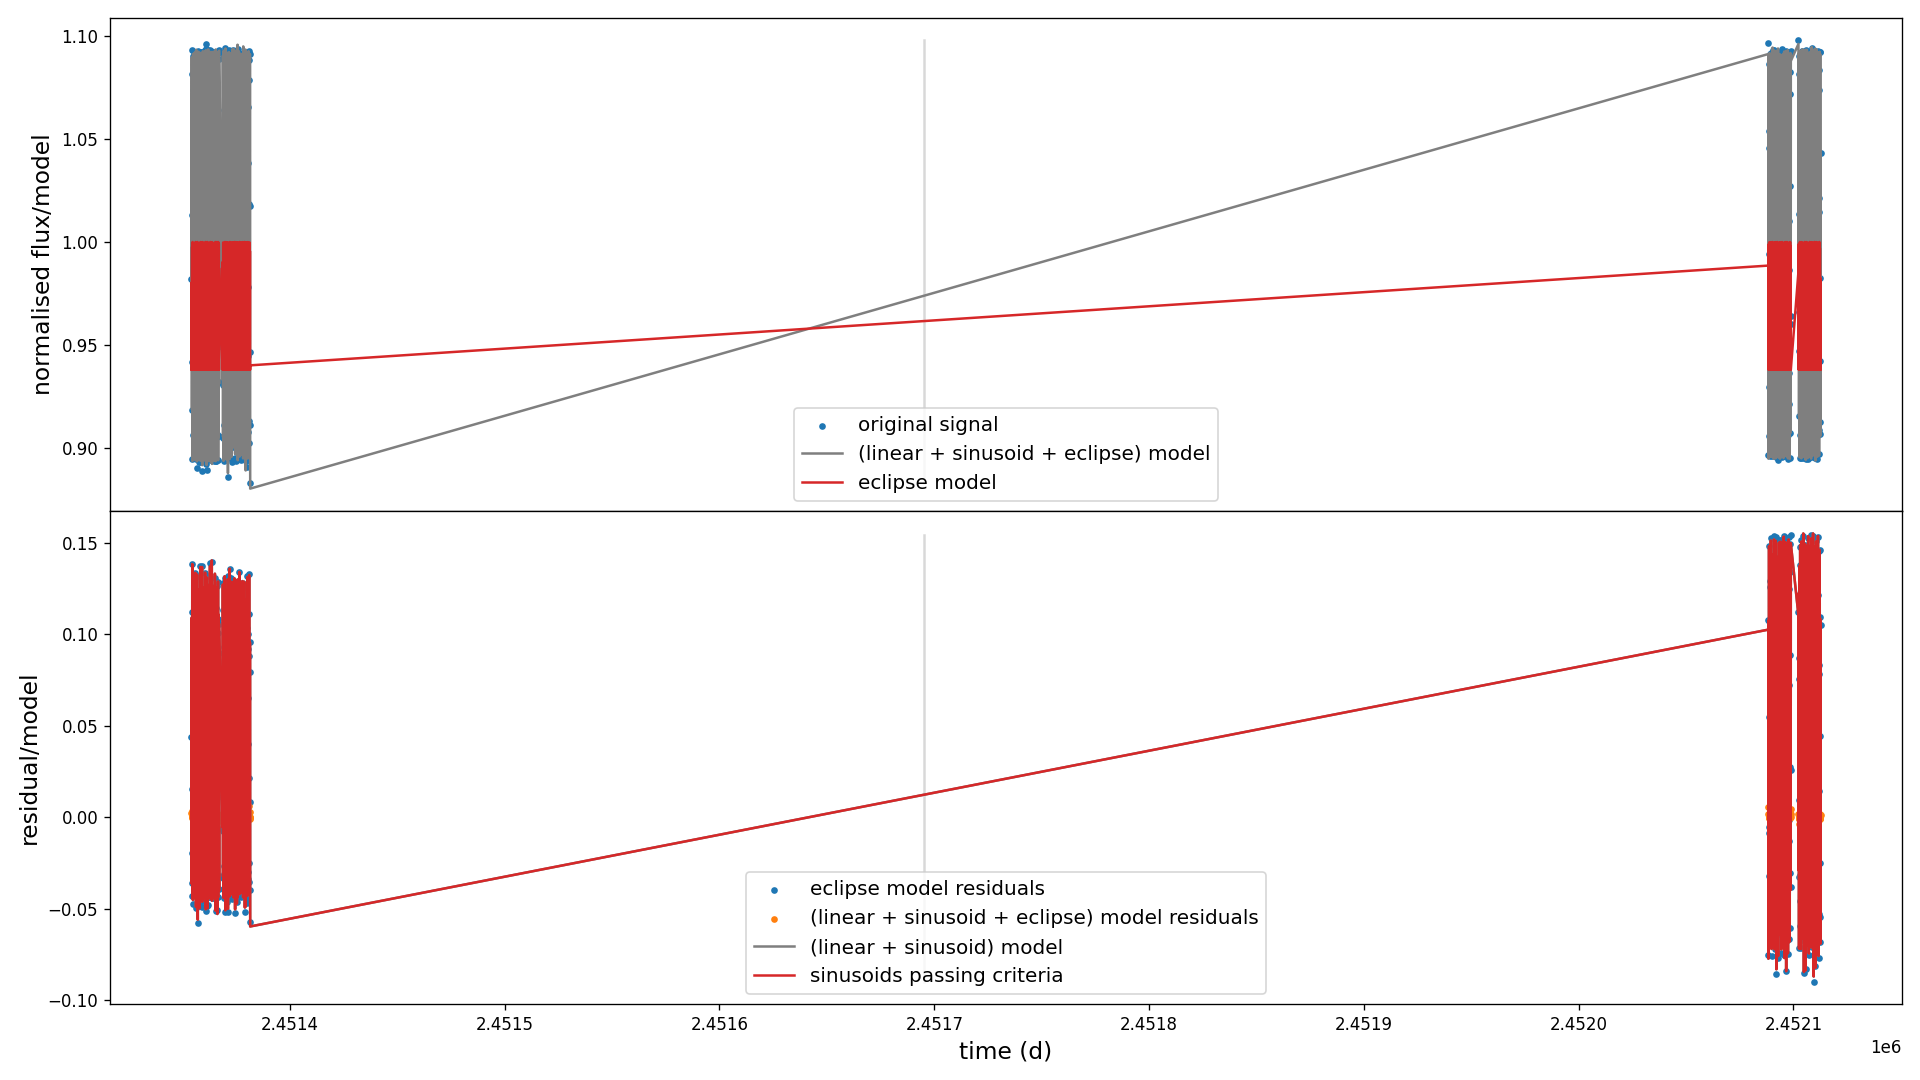 1.10
1.05
1.00
0.95
0.90
normalised flux/model
original signal
(linear + sinusoid + eclipse) model
eclipse model
0.15
0.10
0.05
0.00
−0.05
−0.10
residual/model
eclipse model residuals
(linear + sinusoid + eclipse) model residuals
(linear + sinusoid) model
sinusoids passing criteria
2.4514 2.4515 2.4516 2.4517 2.4518 2.4519 2.4520 2.4521
1e6
time (d)